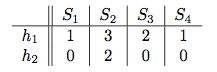 S₁ S₂ S₃ S₄
h₁ 1 3 2 1
h₂ 0 2 0 0